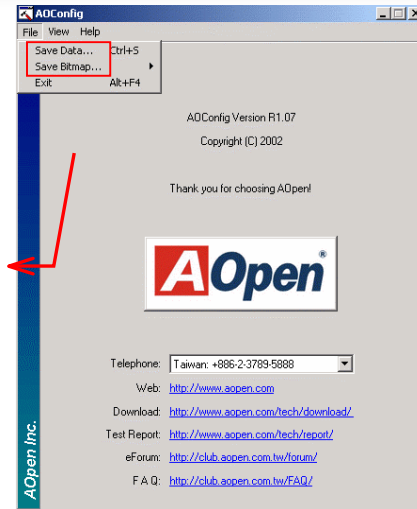 AOConfig
File View Help
Save Data... Ctrl+S
Save Bitmap...
Exit Alt+F4
AOConfig Version R1.07
Copyright (C) 2002
Thank you for choosing AOpen!
AOpen®
Telephone: Taiwan: +886-2-3789-5888
Web: http://www.aopen.com
Download: http://www.aopen.com/tech/download/
Test Report: http://www.aopen.com/tech/report/
eForum: http://club.aopen.com.tw/forum/
F A Q: http://club.aopen.com.tw/FAQ/
AOpen Inc.